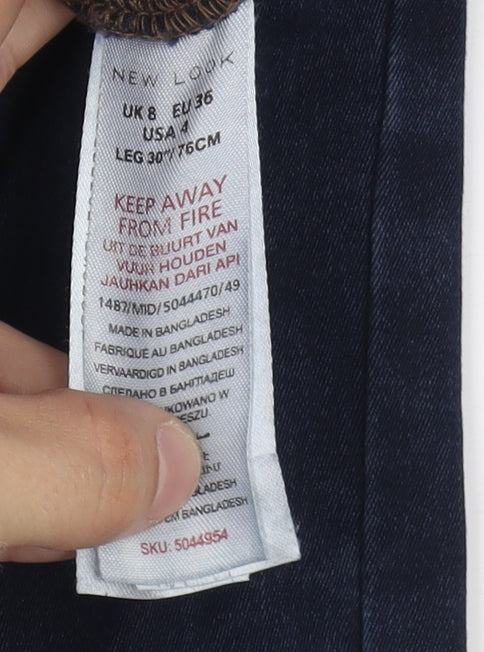 NEW LOOK
UK 8 EU 36
USA 4
LEG 30"/76CM
KEEP AWAY
FROM FIRE
UIT DE BUURT VAN
VUUR HOUDEN
JAUHKAN DARI API
1487/MID/5044470/49
MADE IN BANGLADESH
FABRIQUE AU BANGLADESH
VERVAARDIGD IN BANGLADESH
СДЕЛАНО В БАНГЛАДЕШ
BANGLADESH
SKU: 5044954